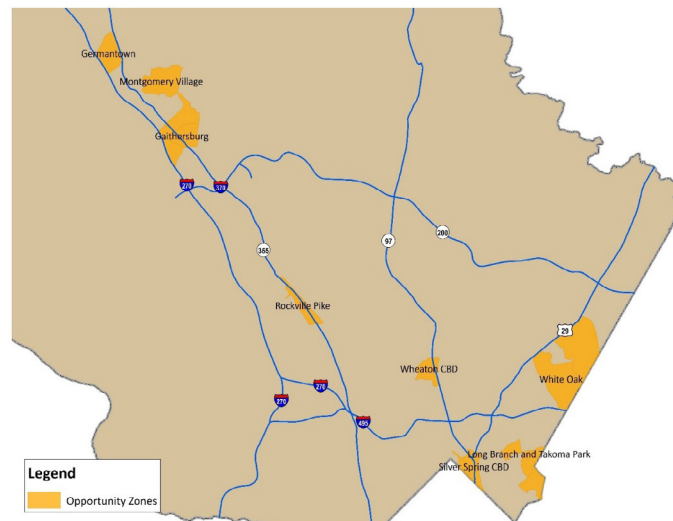 Germantown
Montgomery Village
Gaithersburg
270
370
200
97
355
Rockville Pike
29
Wheaton CBD
White Oak
270
270
495
Long Branch and Takoma Park
Silver Spring CBD
Legend
Opportunity Zones